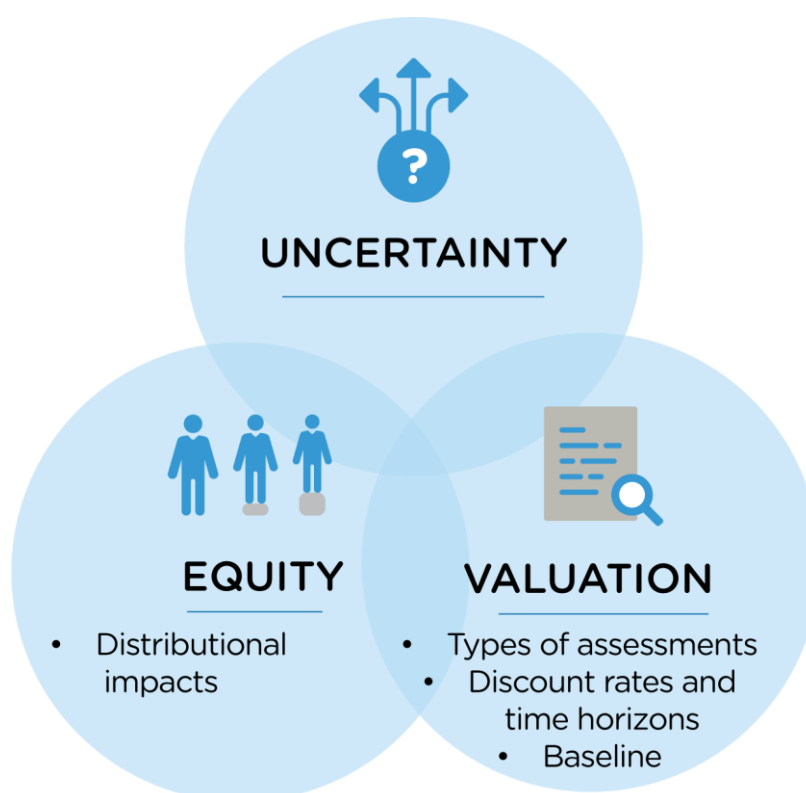 ?
UNCERTAINTY
EQUITY
• Distributional
impacts
VALUATION
• Types of assessments
• Discount rates and
time horizons
• Baseline